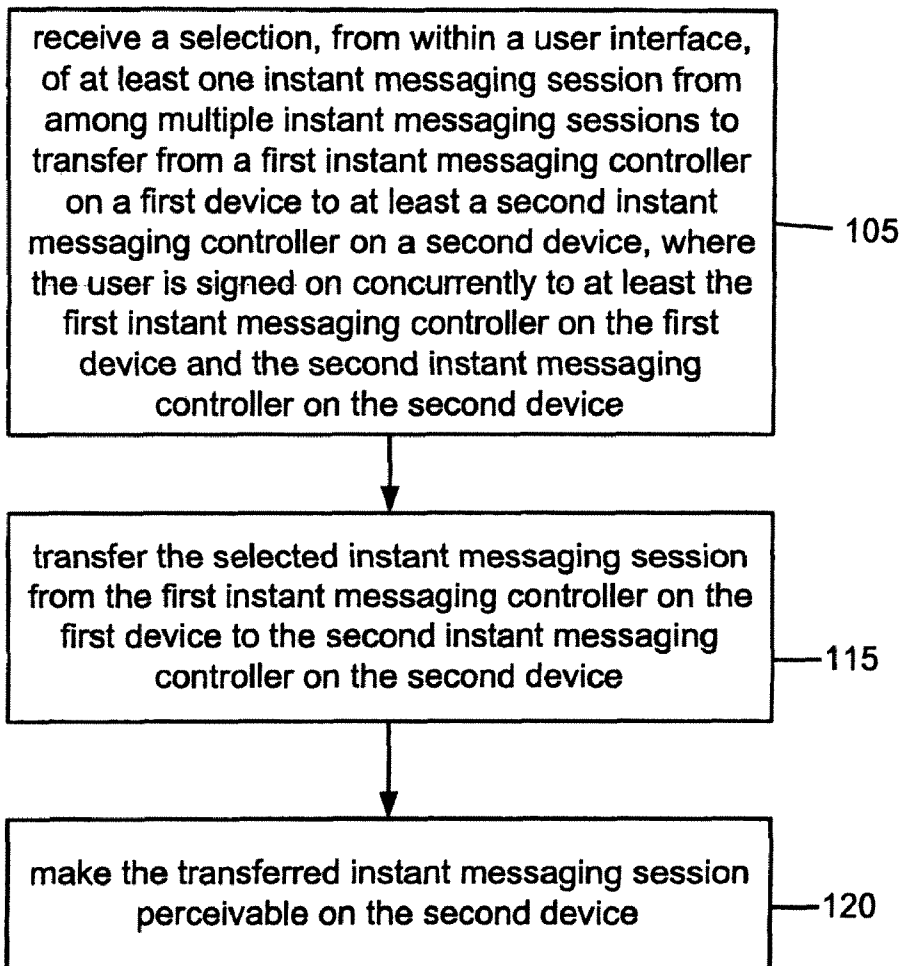 receive a selection, from within a user interface,
of at least one instant messaging session from
among multiple instant messaging sessions to
transfer from a first instant messaging controller
on a first device to at least a second instant
messaging controller on a second device, where
the user is signed on concurrently to at least the
first instant messaging controller on the first
device and the second instant messaging
controller on the second device
105
transfer the selected instant messaging session
from the first instant messaging controller on the
first device to the second instant messaging
controller on the second device
115
make the transferred instant messaging session
perceivable on the second device
120